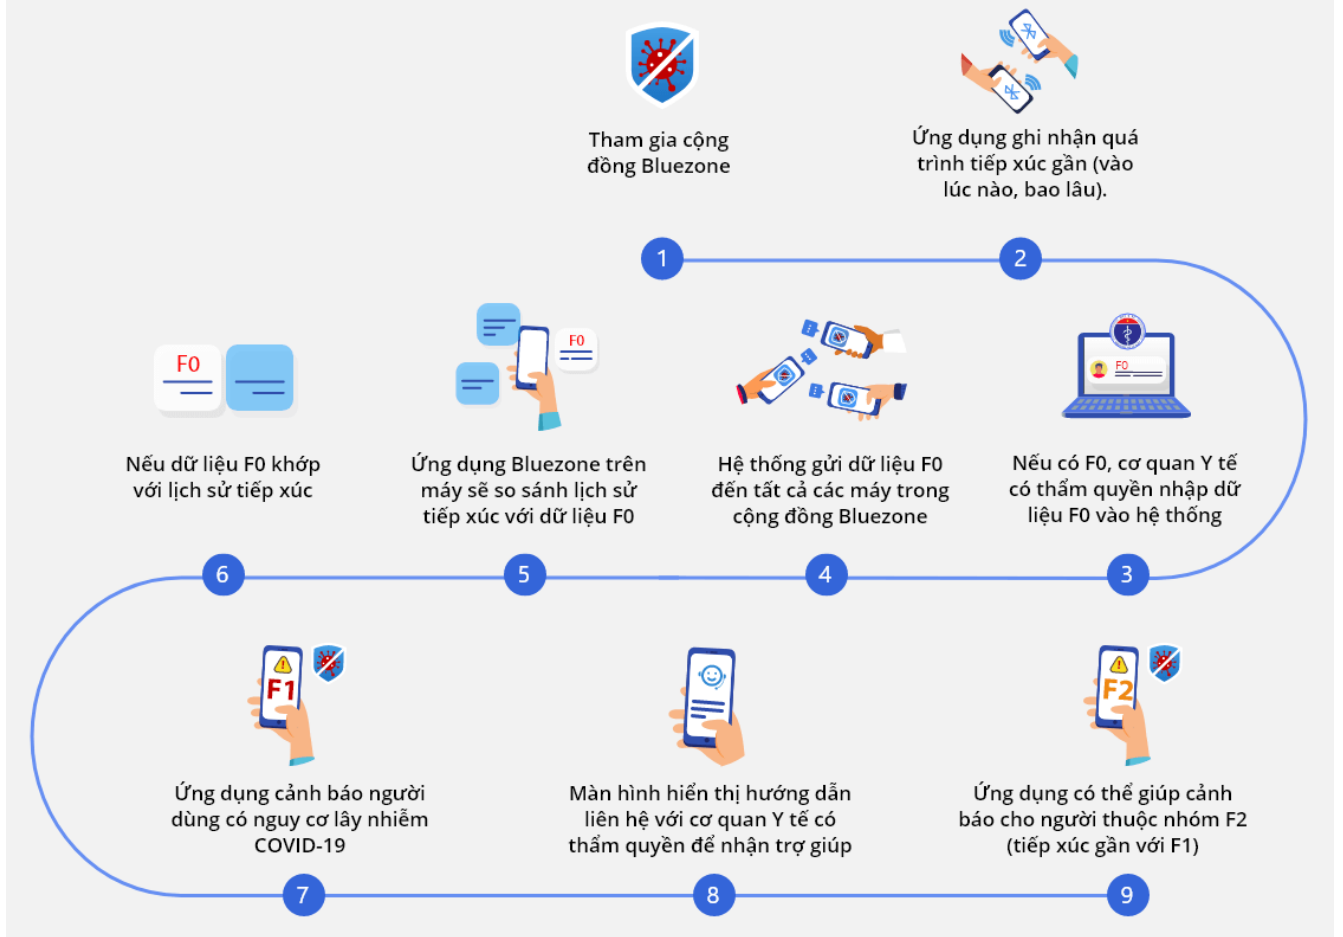 Tham gia cộng
đồng Bluezone
Ứng dụng ghi nhận quá
trình tiếp xúc gần (vào
lúc nào, bao lâu).
1
2
F0
F0
F0
Nếu dữ liệu F0 khớp
với lịch sử tiếp xúc
Ứng dụng Bluezone trên
máy sẽ so sánh lịch sử
tiếp xúc với dữ liệu F0
Hệ thống gửi dữ liệu F0
đến tất cả các máy trong
cộng đồng Bluezone
Nếu có F0, cơ quan Y tế
có thẩm quyền nhập dữ
liệu F0 vào hệ thống
6
5
4
3
F1
F2
Ứng dụng cảnh báo người
dùng có nguy cơ lây nhiễm
COVID-19
Màn hình hiển thị hướng dẫn
liên hệ với cơ quan Y tế có
thẩm quyền để nhận trợ giúp
Ứng dụng có thể giúp cảnh
báo cho người thuộc nhóm F2
(tiếp xúc gần với F1)
7
8
9